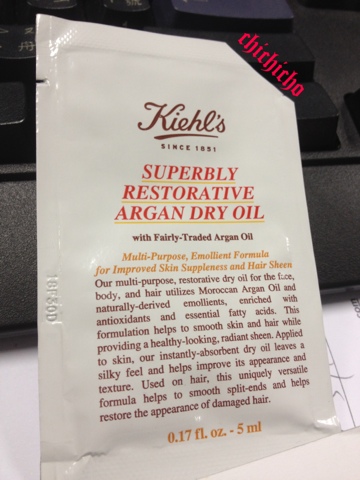 chichicho
Kiehl's
SINCE 1851
SUPERBLY
RESTORATIVE
ARGAN DRY OIL
with Fairly-Traded Argan Oil
Multi-Purpose, Emollient Formula
for Improved Skin Suppleness and Hair Sheen
Our multi-purpose, restorative dry oil for the face,
body, and hair utilizes Moroccan Argan Oil and
naturally-derived emollients, enriched with
antioxidants and essential fatty acids. This
formulation helps to smooth skin and hair while
providing a healthy-looking, radiant sheen. Applied
to skin, our instantly-absorbent dry oil leaves a
silky feel and helps improve its appearance and
texture. Used on hair, this uniquely versatile
formula helps to smooth split-ends and helps
restore the appearance of damaged hair.
0.17 fl. oz. - 5 ml